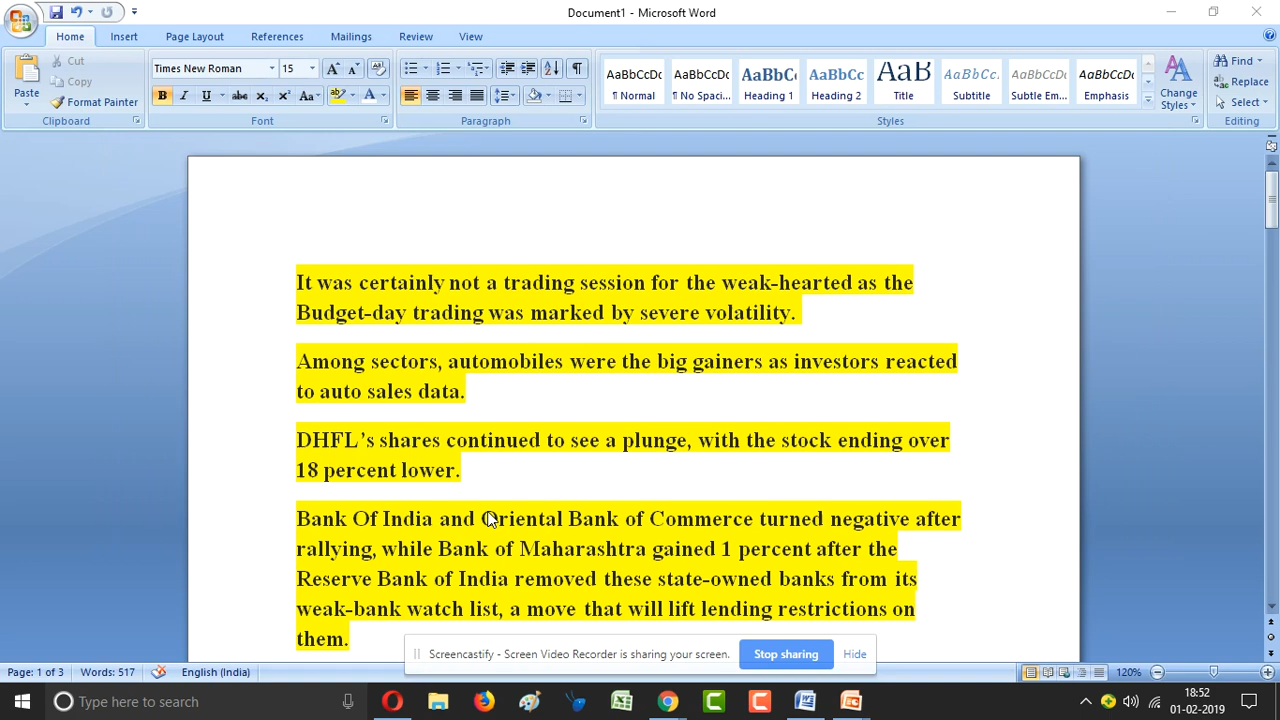 Document1 - Microsoft Word
Home Insert Page Layout References Mailings Review View
Paste
Cut
Copy
Format Painter
Clipboard
Times New Roman 15
Font
Paragraph
AaBbCcDc AaBbCcDc AaBbCc AaBbCc AaB AaBbCc. AaBbCcDc AaBbCcDc
¶ Normal ¶ No Spaci... Heading 1 Heading 2 Title Subtitle Subtle Em... Emphasis
Change
Styles
Styles
Find
Replace
Select
Editing
It was certainly not a trading session for the weak-hearted as the
Budget-day trading was marked by severe volatility.
Among sectors, automobiles were the big gainers as investors reacted
to auto sales data.
DHFL's shares continued to see a plunge, with the stock ending over
18 percent lower.
Bank Of India and Oriental Bank of Commerce turned negative after
rallying, while Bank of Maharashtra gained 1 percent after the
Reserve Bank of India removed these state-owned banks from its
weak-bank watch list, a move that will lift lending restrictions on
them.
Screencastify - Screen Video Recorder is sharing your screen. Stop sharing Hide
Page: 1 of 3 Words: 517 English (India) 120%
Type here to search
18:52
01-02-2019